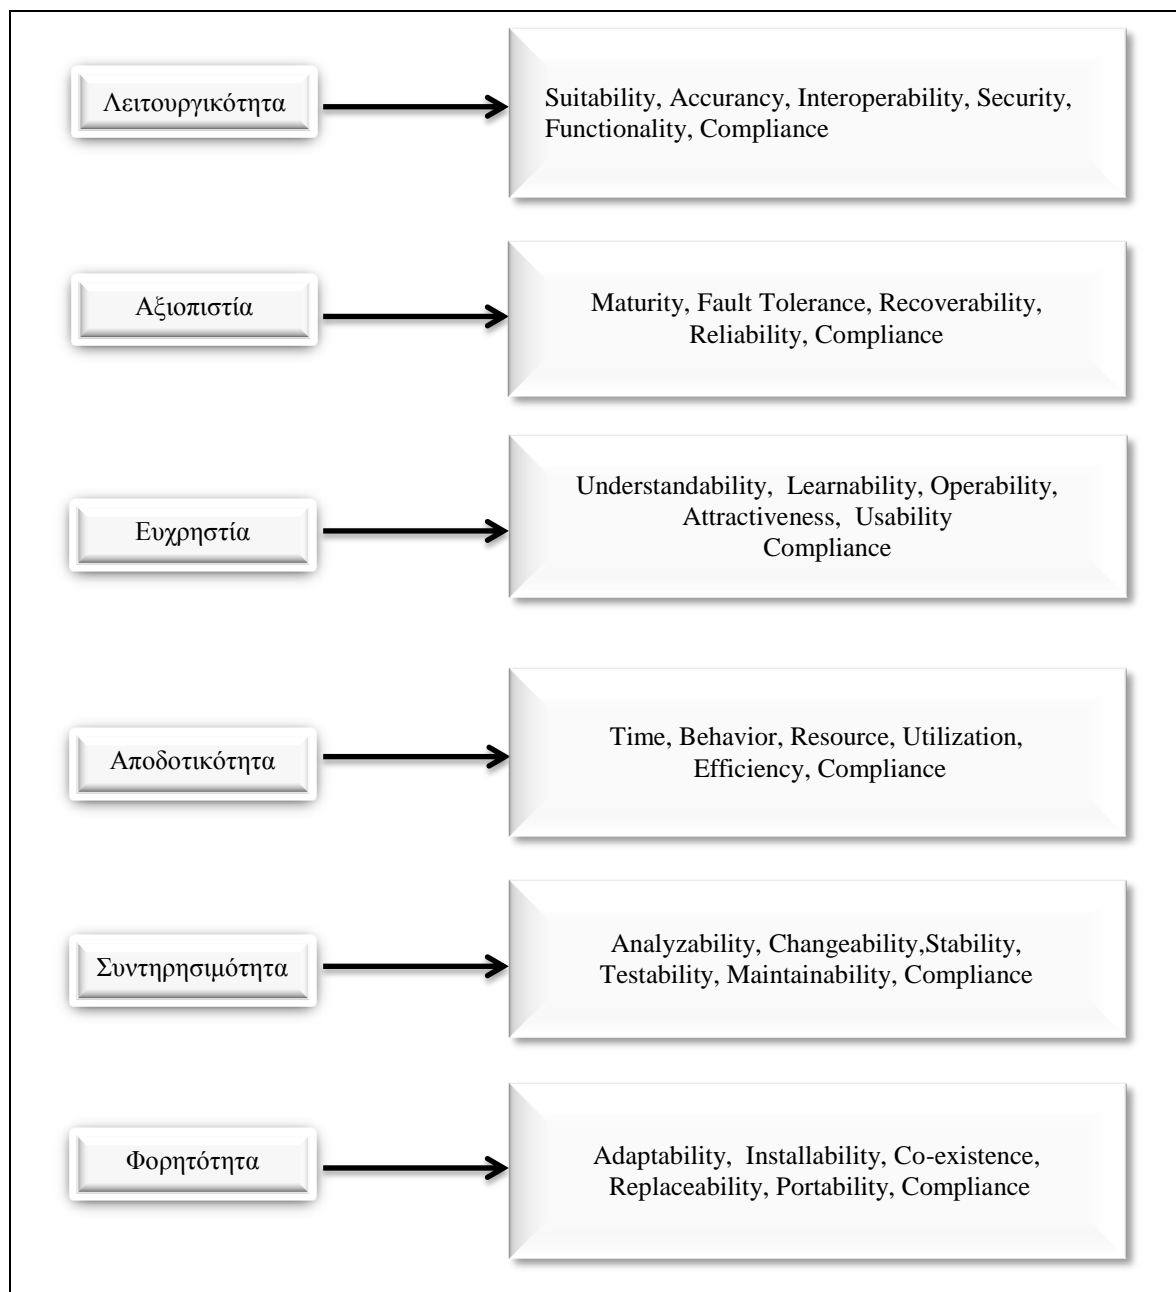 Λειτουργικότητα
Suitability, Accurancy, Interoperability, Security,
Functionality, Compliance
Αξιοπιστία
Maturity, Fault Tolerance, Recoverability,
Reliability, Compliance
Ευχρηστία
Understandability, Learnability, Operability,
Attractiveness, Usability
Compliance
Αποδοτικότητα
Time, Behavior, Resource, Utilization,
Efficiency, Compliance
Συντηρησιμότητα
Analyzability, Changeability,Stability,
Testability, Maintainability, Compliance
Φορητότητα
Adaptability, Installability, Co-existence,
Replaceability, Portability, Compliance